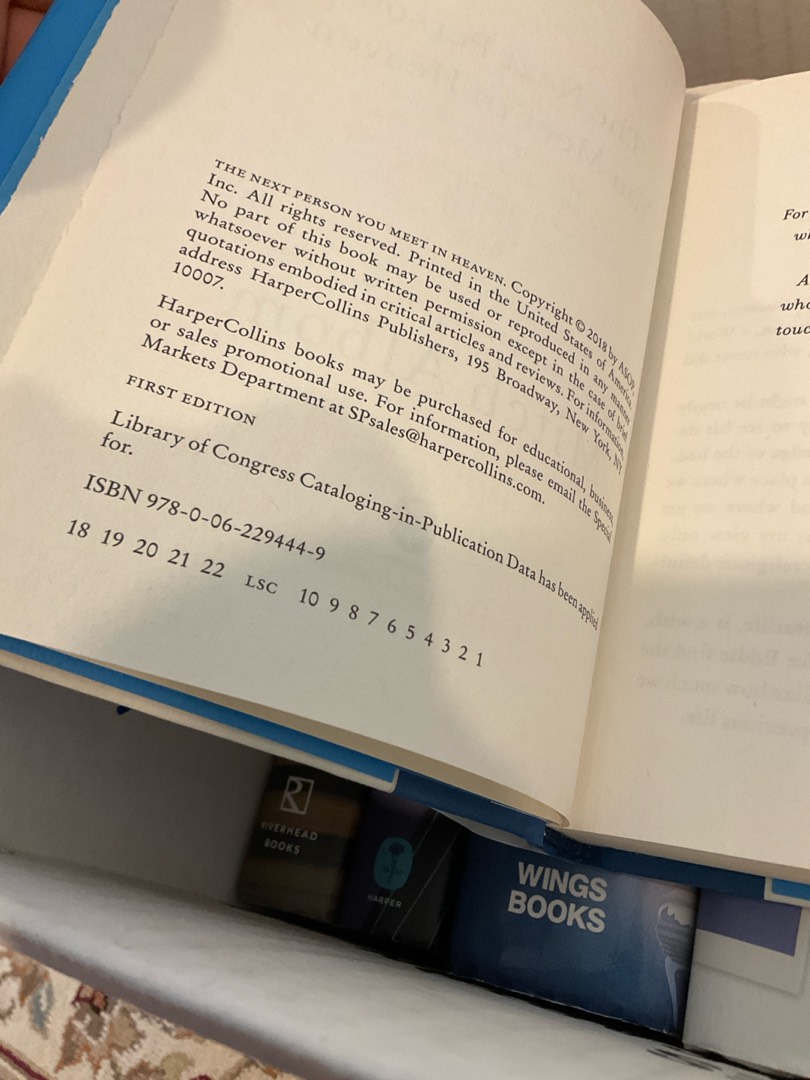 THE NEXT PERSON YOU MEET IN HEAVEN. Copyright © 2018 by ASOP,
Inc. All rights reserved. Printed in the United States of America.
No part of this book may be used or reproduced in any manner
whatsoever without written permission except in the case of brief
quotations embodied in critical articles and reviews. For information,
address HarperCollins Publishers, 195 Broadway, New York, NY
10007.
HarperCollins books may be purchased for educational, business,
or sales promotional use. For information, please email the Special
Markets Department at SPsales@harpercollins.com.
FIRST EDITION
Library of Congress Cataloging-in-Publication Data has been applied
for.
ISBN 978-0-06-229444-9
18 19 20 21 22 LSC 10 9 8 7 6 5 4 3 2 1
For
who
touc
RIVERHEAD
BOOKS
HARPER
WINGS
BOOKS